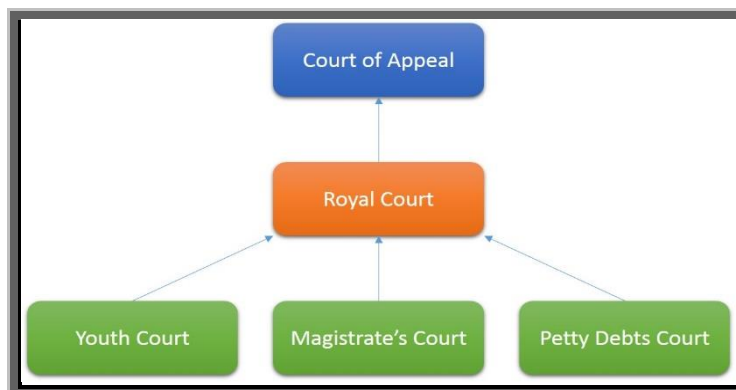 Court of Appeal
Royal Court
Youth Court
Magistrate's Court
Petty Debts Court